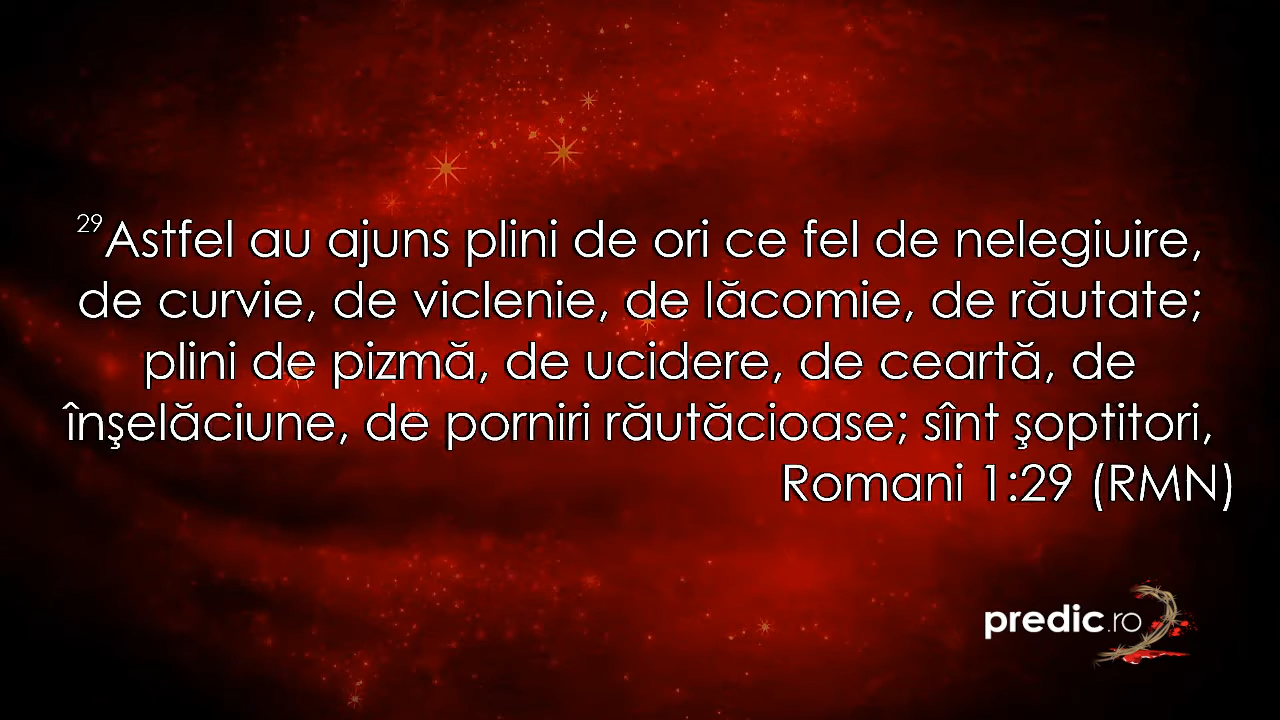 29Astfel au ajuns plini de ori ce fel de nelegiuire,
de curvie, de viclenie, de lăcomie, de răutate;
plini de pizmă, de ucidere, de ceartă, de
înşelăciune, de porniri răutăcioase; sînt şoptitori,
Romani 1:29 (RMN)
predic.ro